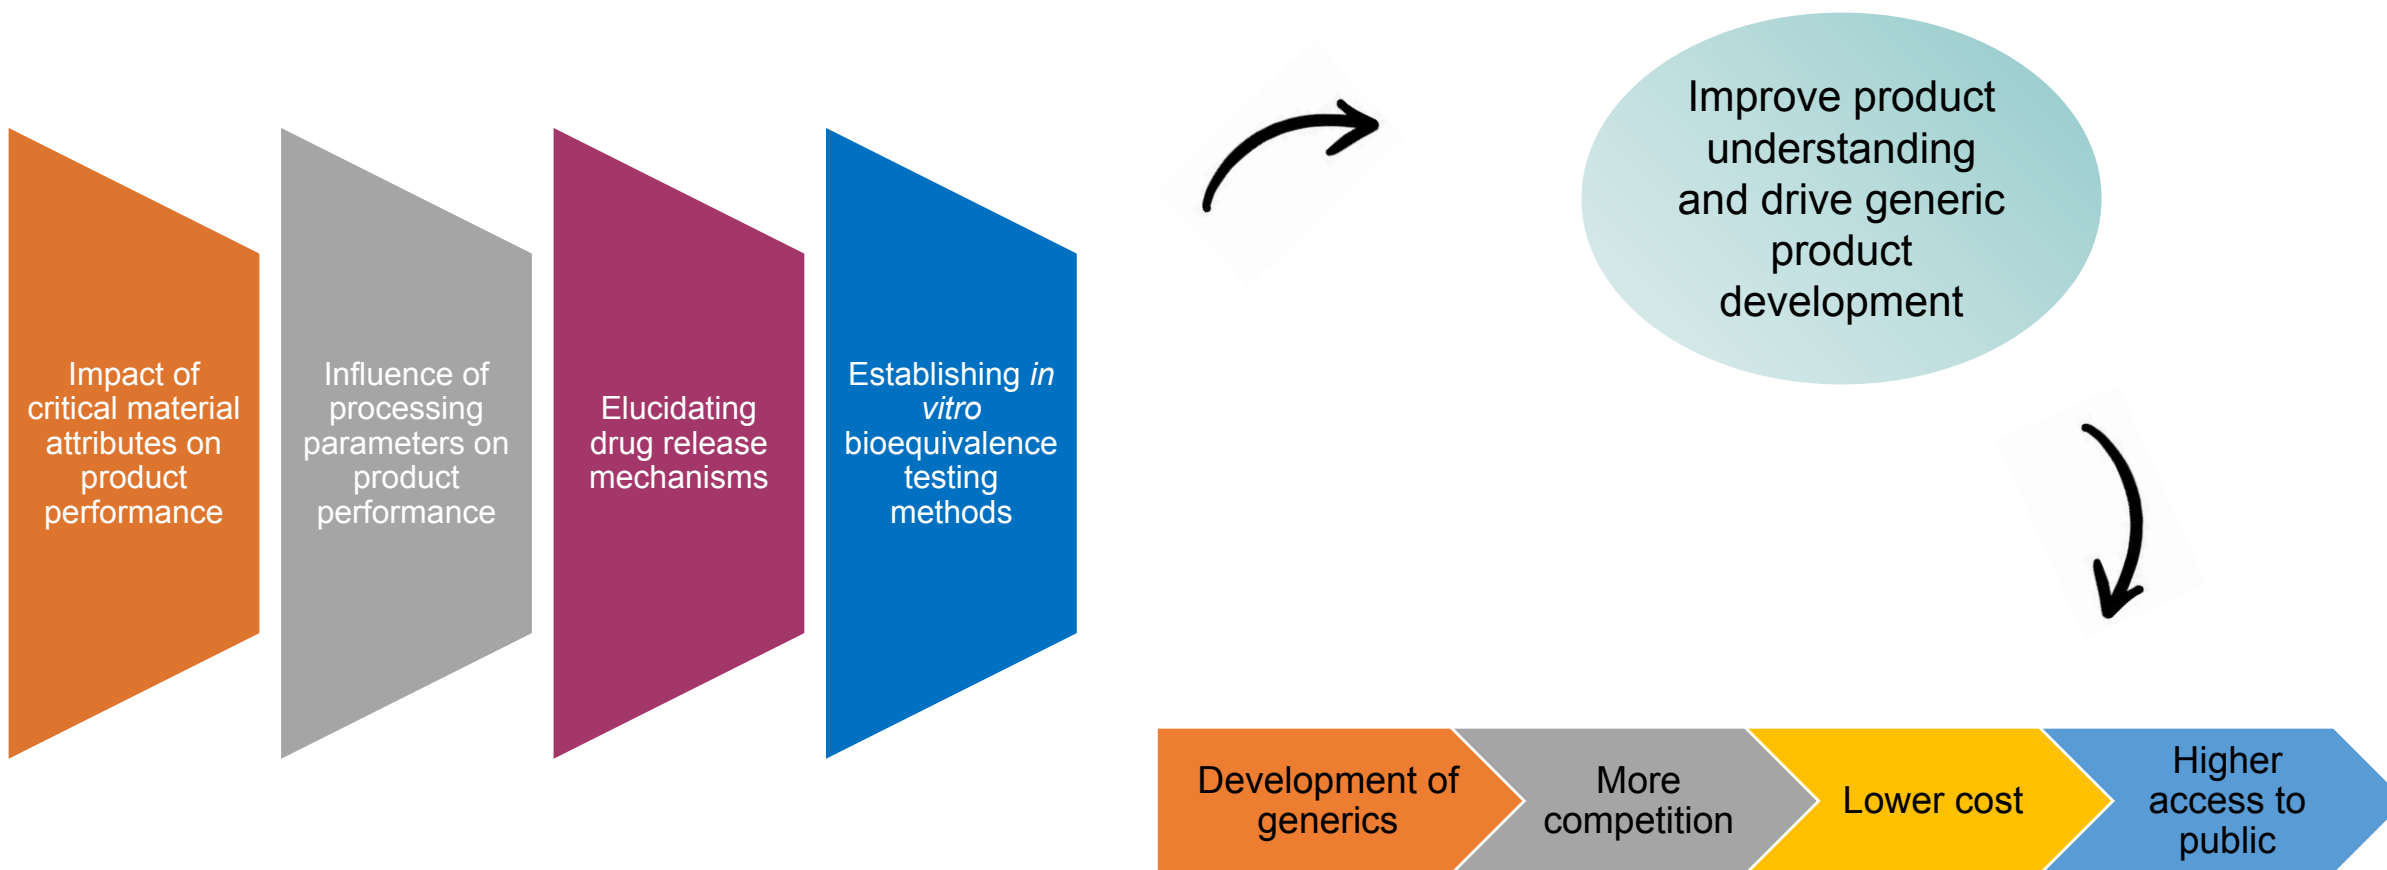 Impact of
critical material
attributes on
product
performance
Influence of
processing
parameters on
product
performance
Elucidating
drug release
mechanisms
Establishing in
vitro
bioequivalence
testing
methods
Improve product
understanding
and drive generic
product
development
Development of
generics
More
competition
Lower cost
Higher
access to
public